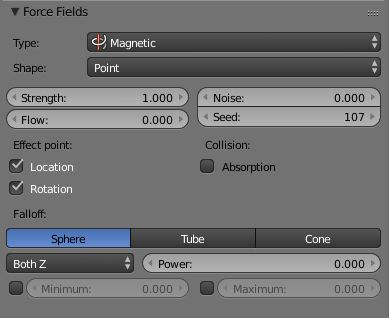 Force Fields
Type: Magnetic
Shape: Point
Strength: 1.000 Noise: 0.000
Flow: 0.000 Seed: 107
Effect point: Collision:
Location Absorption
Rotation
Falloff:
Sphere Tube Cone
Both Z Power: 0.000
Minimum: 0.000 Maximum: 0.000